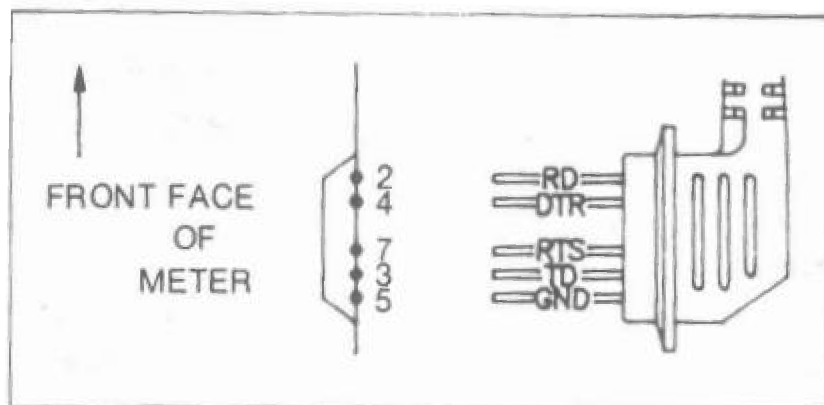 FRONT FACE
OF
METER
2
4
7
3
5
RD
DTR
RTS
TD
GND